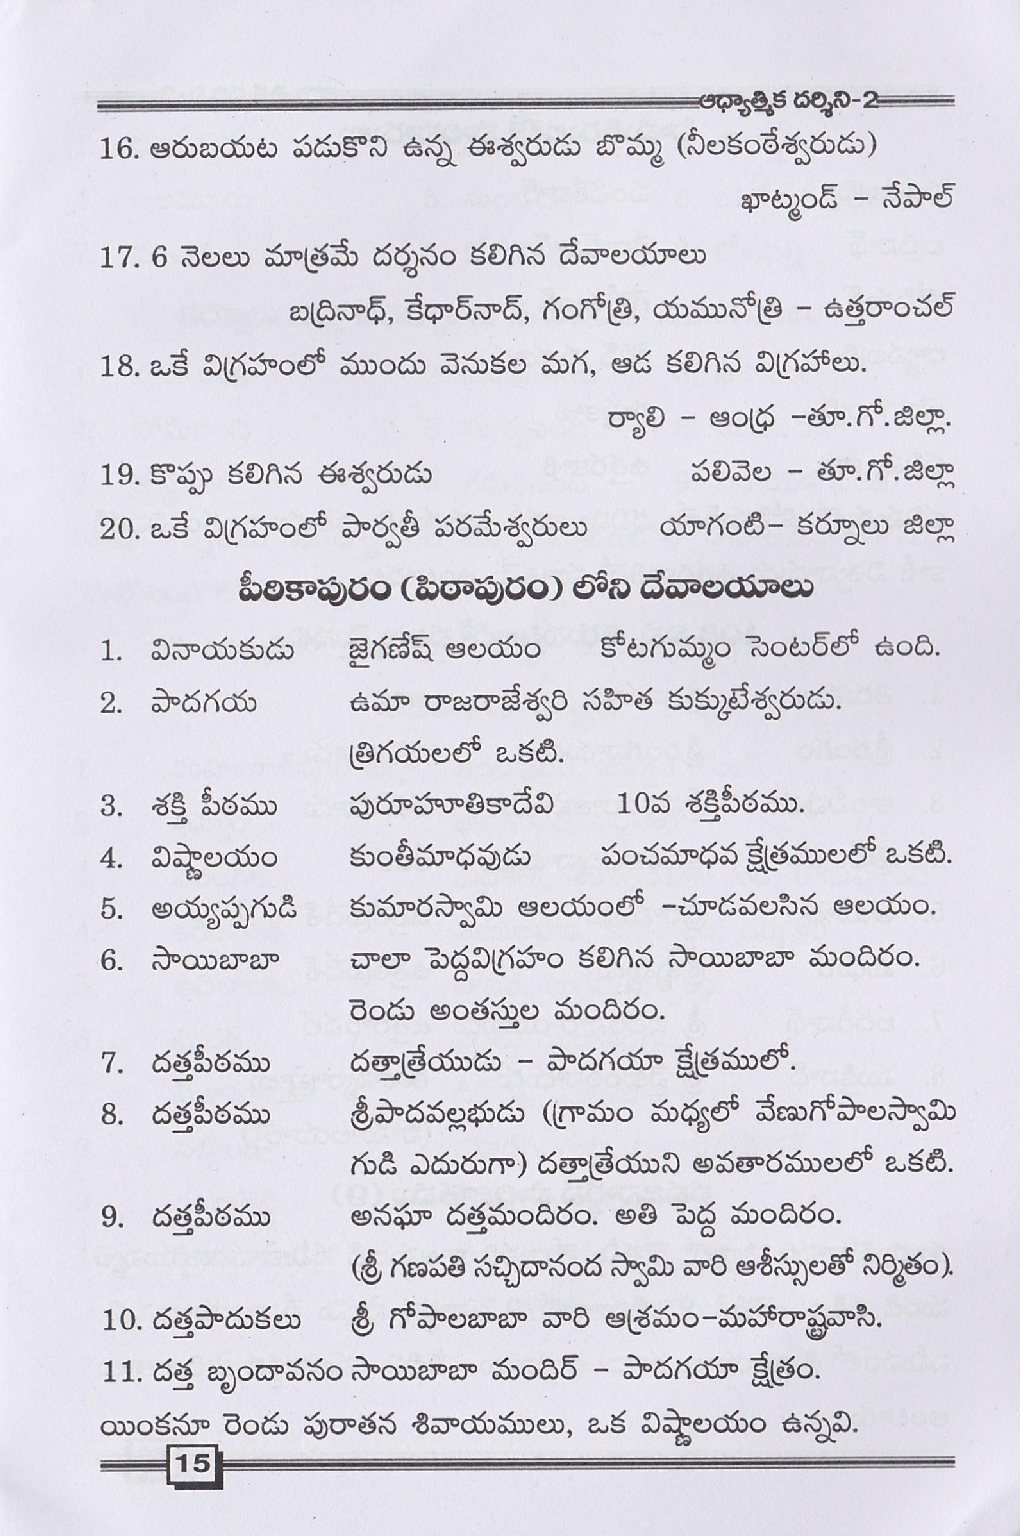 ఆధ్యాత్మిక దర్శిని-2
16. ఆరుబయట పడుకొని ఉన్న ఈశ్వరుడు బొమ్మ (నీలకంఠేశ్వరుడు)
ఖాట్మండ్ - నేపాల్
17. 6 నెలలు మాత్రమే దర్శనం కలిగిన దేవాలయాలు
బద్రినాధ్, కేధార్‌నాద్, గంగోత్రి, యమునోత్రి - ఉత్తరాంచల్
18. ఒకే విగ్రహంలో ముందు వెనుకల మగ, ఆడ కలిగిన విగ్రహాలు.
ర్యాలి - ఆంధ్ర -తూ.గో.జిల్లా.
19. కొప్పు కలిగిన ఈశ్వరుడు పలివెల - తూ.గో.జిల్లా
20. ఒకే విగ్రహంలో పార్వతీ పరమేశ్వరులు యాగంటి- కర్నూలు జిల్లా
పీఠికాపురం (పిఠాపురం) లోని దేవాలయాలు
1. వినాయకుడు జైగణేష్ ఆలయం కోటగుమ్మం సెంటర్‌లో ఉంది.
2. పాదగయ ఉమా రాజరాజేశ్వరి సహిత కుక్కుటేశ్వరుడు.
త్రిగయలలో ఒకటి.
3. శక్తి పీఠము పురూహూతికాదేవి 10వ శక్తిపీఠము.
4. విష్ణాలయం కుంతీమాధవుడు పంచమాధవ క్షేత్రములలో ఒకటి.
5. అయ్యప్పగుడి కుమారస్వామి ఆలయంలో -చూడవలసిన ఆలయం.
6. సాయిబాబా చాలా పెద్దవిగ్రహం కలిగిన సాయిబాబా మందిరం.
రెండు అంతస్తుల మందిరం.
7. దత్తపీఠము దత్తాత్రేయుడు - పాదగయా క్షేత్రములో.
8. దత్తపీఠము శ్రీపాదవల్లభుడు (గ్రామం మధ్యలో వేణుగోపాలస్వామి
గుడి ఎదురుగా) దత్తాత్రేయుని అవతారములలో ఒకటి.
9. దత్తపీఠము అనఘా దత్తమందిరం. అతి పెద్ద మందిరం.
(శ్రీ గణపతి సచ్చిదానంద స్వామి వారి ఆశీస్సులతో నిర్మితం).
10. దత్తపాదుకలు శ్రీ గోపాలబాబా వారి ఆశ్రమం-మహారాష్ట్రవాసి.
11. దత్త బృందావనం సాయిబాబా మందిర్ - పాదగయా క్షేత్రం.
యింకనూ రెండు పురాతన శివాయములు, ఒక విష్ణాలయం ఉన్నవి.
15